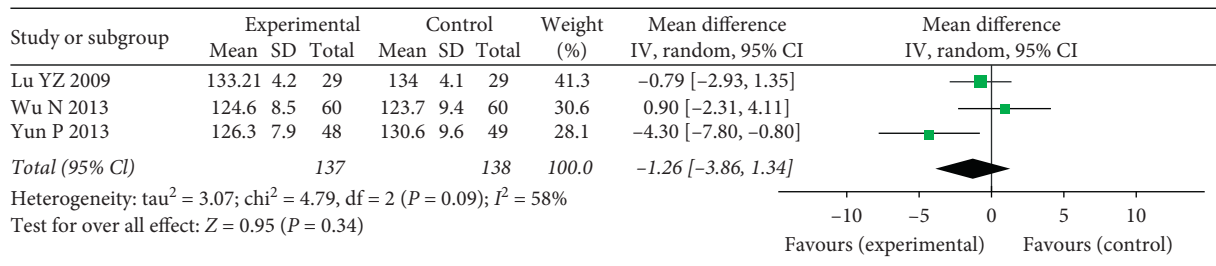 Study or subgroup Experimental Control Weight (%) Mean difference IV, random, 95% CI Mean difference IV, random, 95% CI
Mean SD Total Mean SD Total
Lu YZ 2009 133.21 4.2 29 134 4.1 29 41.3 –0.79 [–2.93, 1.35]
Wu N 2013 124.6 8.5 60 123.7 9.4 60 30.6 0.90 [–2.31, 4.11]
Yun P 2013 126.3 7.9 48 130.6 9.6 49 28.1 –4.30 [–7.80, –0.80]
Total (95% Cl) 137 138 100.0 –1.26 [–3.86, 1.34]
Heterogeneity: tau² = 3.07; chi² = 4.79, df = 2 (P = 0.09); I² = 58%
Test for over all effect: Z = 0.95 (P = 0.34)
–10 –5 0 5 10
Favours (experimental) Favours (control)